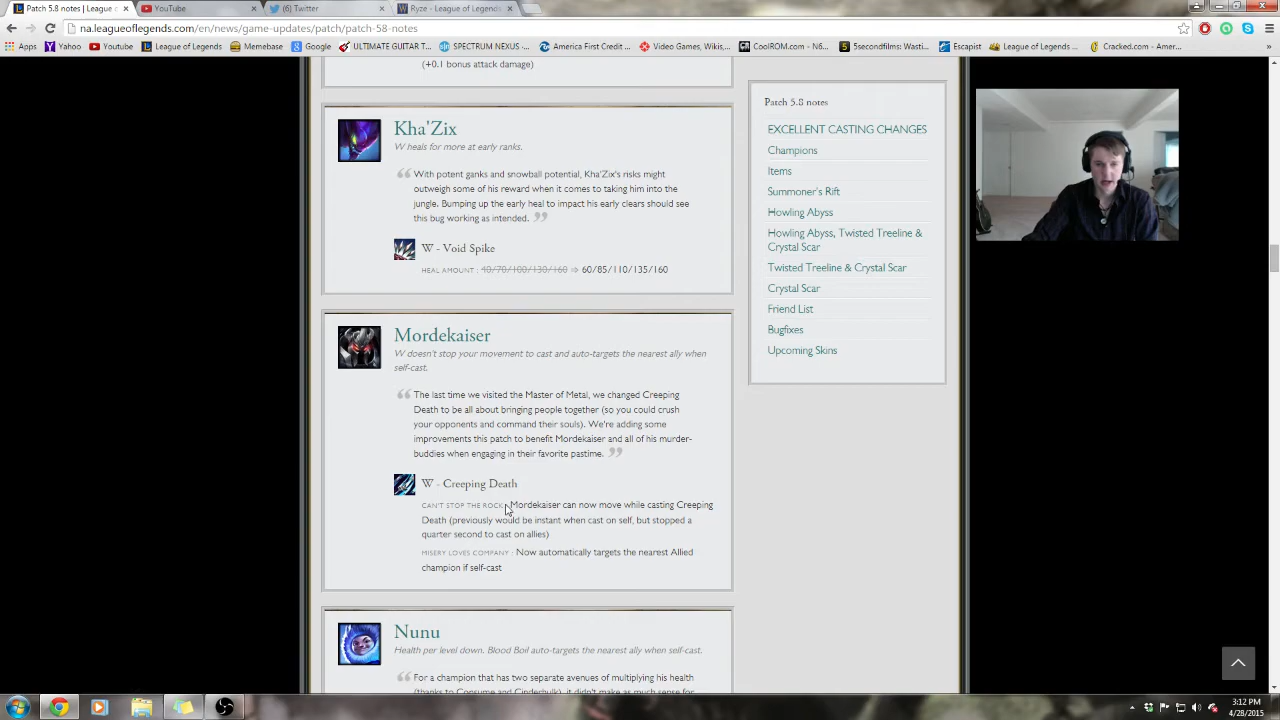 Patch 5.8 notes | League o
YouTube
(6) Twitter
Ryze - League of Legends
na.leagueoflegends.com/en/news/game-updates/patch/patch-58-notes
Apps
Yahoo
Youtube
League of Legends
Memebase
Google
ULTIMATE GUITAR T...
SPECTRUM NEXUS ...
America First Credit ...
Video Games, Wikis,...
CoolROM.com - N6...
5secondfilms: Wasti...
Escapist
League of Legends ...
Cracked.com - Amer...
(+0.1 bonus attack damage)
Kha'Zix
W heals for more at early ranks.
With potent ganks and snowball potential, Kha'Zix's risks might
outweigh some of his reward when it comes to taking him into the
jungle. Bumping up the early heal to impact his early clears should see
this bug working as intended.
W - Void Spike
HEAL AMOUNT : 40/70/100/130/160 ⇒ 60/85/110/135/160
Mordekaiser
W doesn't stop your movement to cast and auto-targets the nearest ally when
self-cast.
The last time we visited the Master of Metal, we changed Creeping
Death to be all about bringing people together (so you could crush
your opponents and command their souls). We're adding some
improvements this patch to benefit Mordekaiser and all of his murder-
buddies when engaging in their favorite pastime.
W - Creeping Death
CAN'T STOP THE ROCK : Mordekaiser can now move while casting Creeping
Death (previously would be instant when cast on self, but stopped a
quarter second to cast on allies)
MISERY LOVES COMPANY : Now automatically targets the nearest Allied
champion if self-cast
Nunu
Health per level down. Blood Boil auto-targets the nearest ally when self-cast.
For a champion that has two separate avenues of multiplying his health
(thanks to Consume and Cinderhulk), it didn't make as much sense for
Patch 5.8 notes
EXCELLENT CASTING CHANGES
Champions
Items
Summoner's Rift
Howling Abyss
Howling Abyss, Twisted Treeline &
Crystal Scar
Twisted Treeline & Crystal Scar
Crystal Scar
Friend List
Bugfixes
Upcoming Skins
3:12 PM
4/28/2015